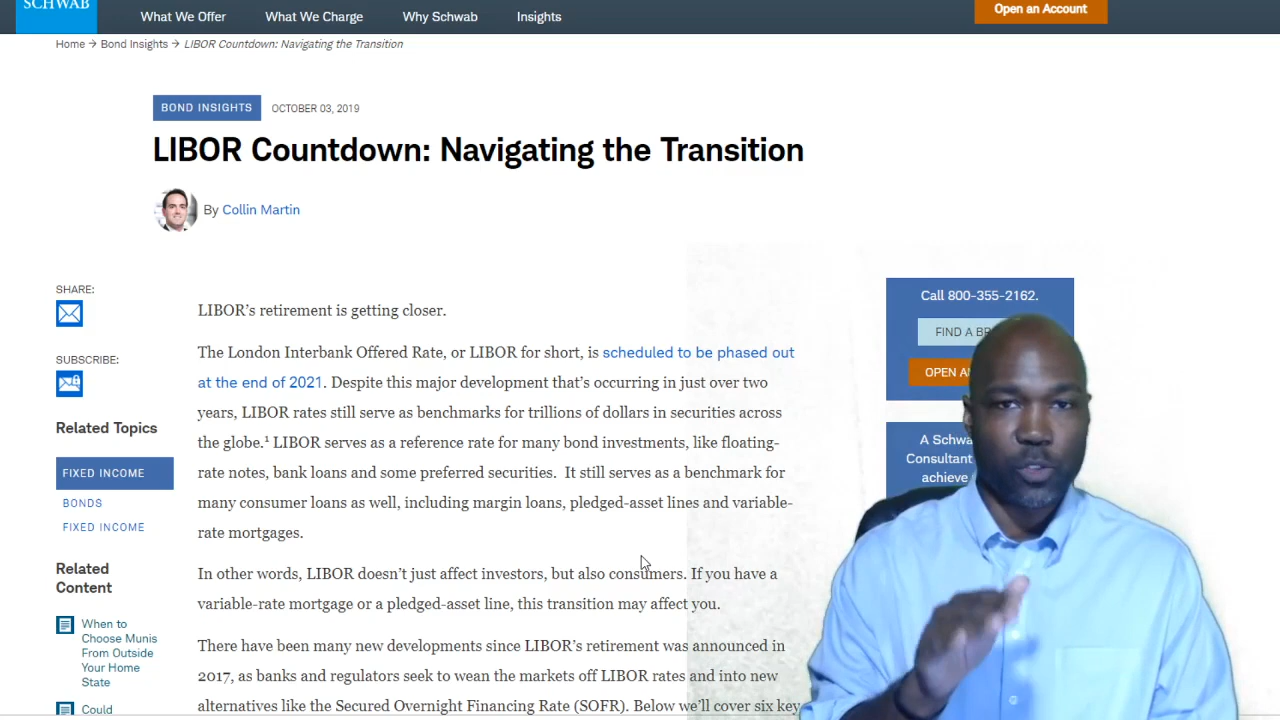 SCHWAB
What We Offer
What We Charge
Why Schwab
Insights
Open an Account
Home → Bond Insights → LIBOR Countdown: Navigating the Transition
BOND INSIGHTS
OCTOBER 03, 2019
LIBOR Countdown: Navigating the Transition
By Collin Martin
SHARE:
SUBSCRIBE:
Related Topics
FIXED INCOME
BONDS
FIXED INCOME
Related
Content
When to
Choose Munis
From Outside
Your Home
State
Could
LIBOR’s retirement is getting closer.
The London Interbank Offered Rate, or LIBOR for short, is scheduled to be phased out
at the end of 2021. Despite this major development that’s occurring in just over two
years, LIBOR rates still serve as benchmarks for trillions of dollars in securities across
the globe.¹ LIBOR serves as a reference rate for many bond investments, like floating-
rate notes, bank loans and some preferred securities. It still serves as a benchmark for
many consumer loans as well, including margin loans, pledged-asset lines and variable-
rate mortgages.
In other words, LIBOR doesn’t just affect investors, but also consumers. If you have a
variable-rate mortgage or a pledged-asset line, this transition may affect you.
There have been many new developments since LIBOR’s retirement was announced in
2017, as banks and regulators seek to wean the markets off LIBOR rates and into new
alternatives like the Secured Overnight Financing Rate (SOFR). Below we’ll cover six key
Call 800-355-2162.
FIND A
OPEN
A
Consultant
achieve